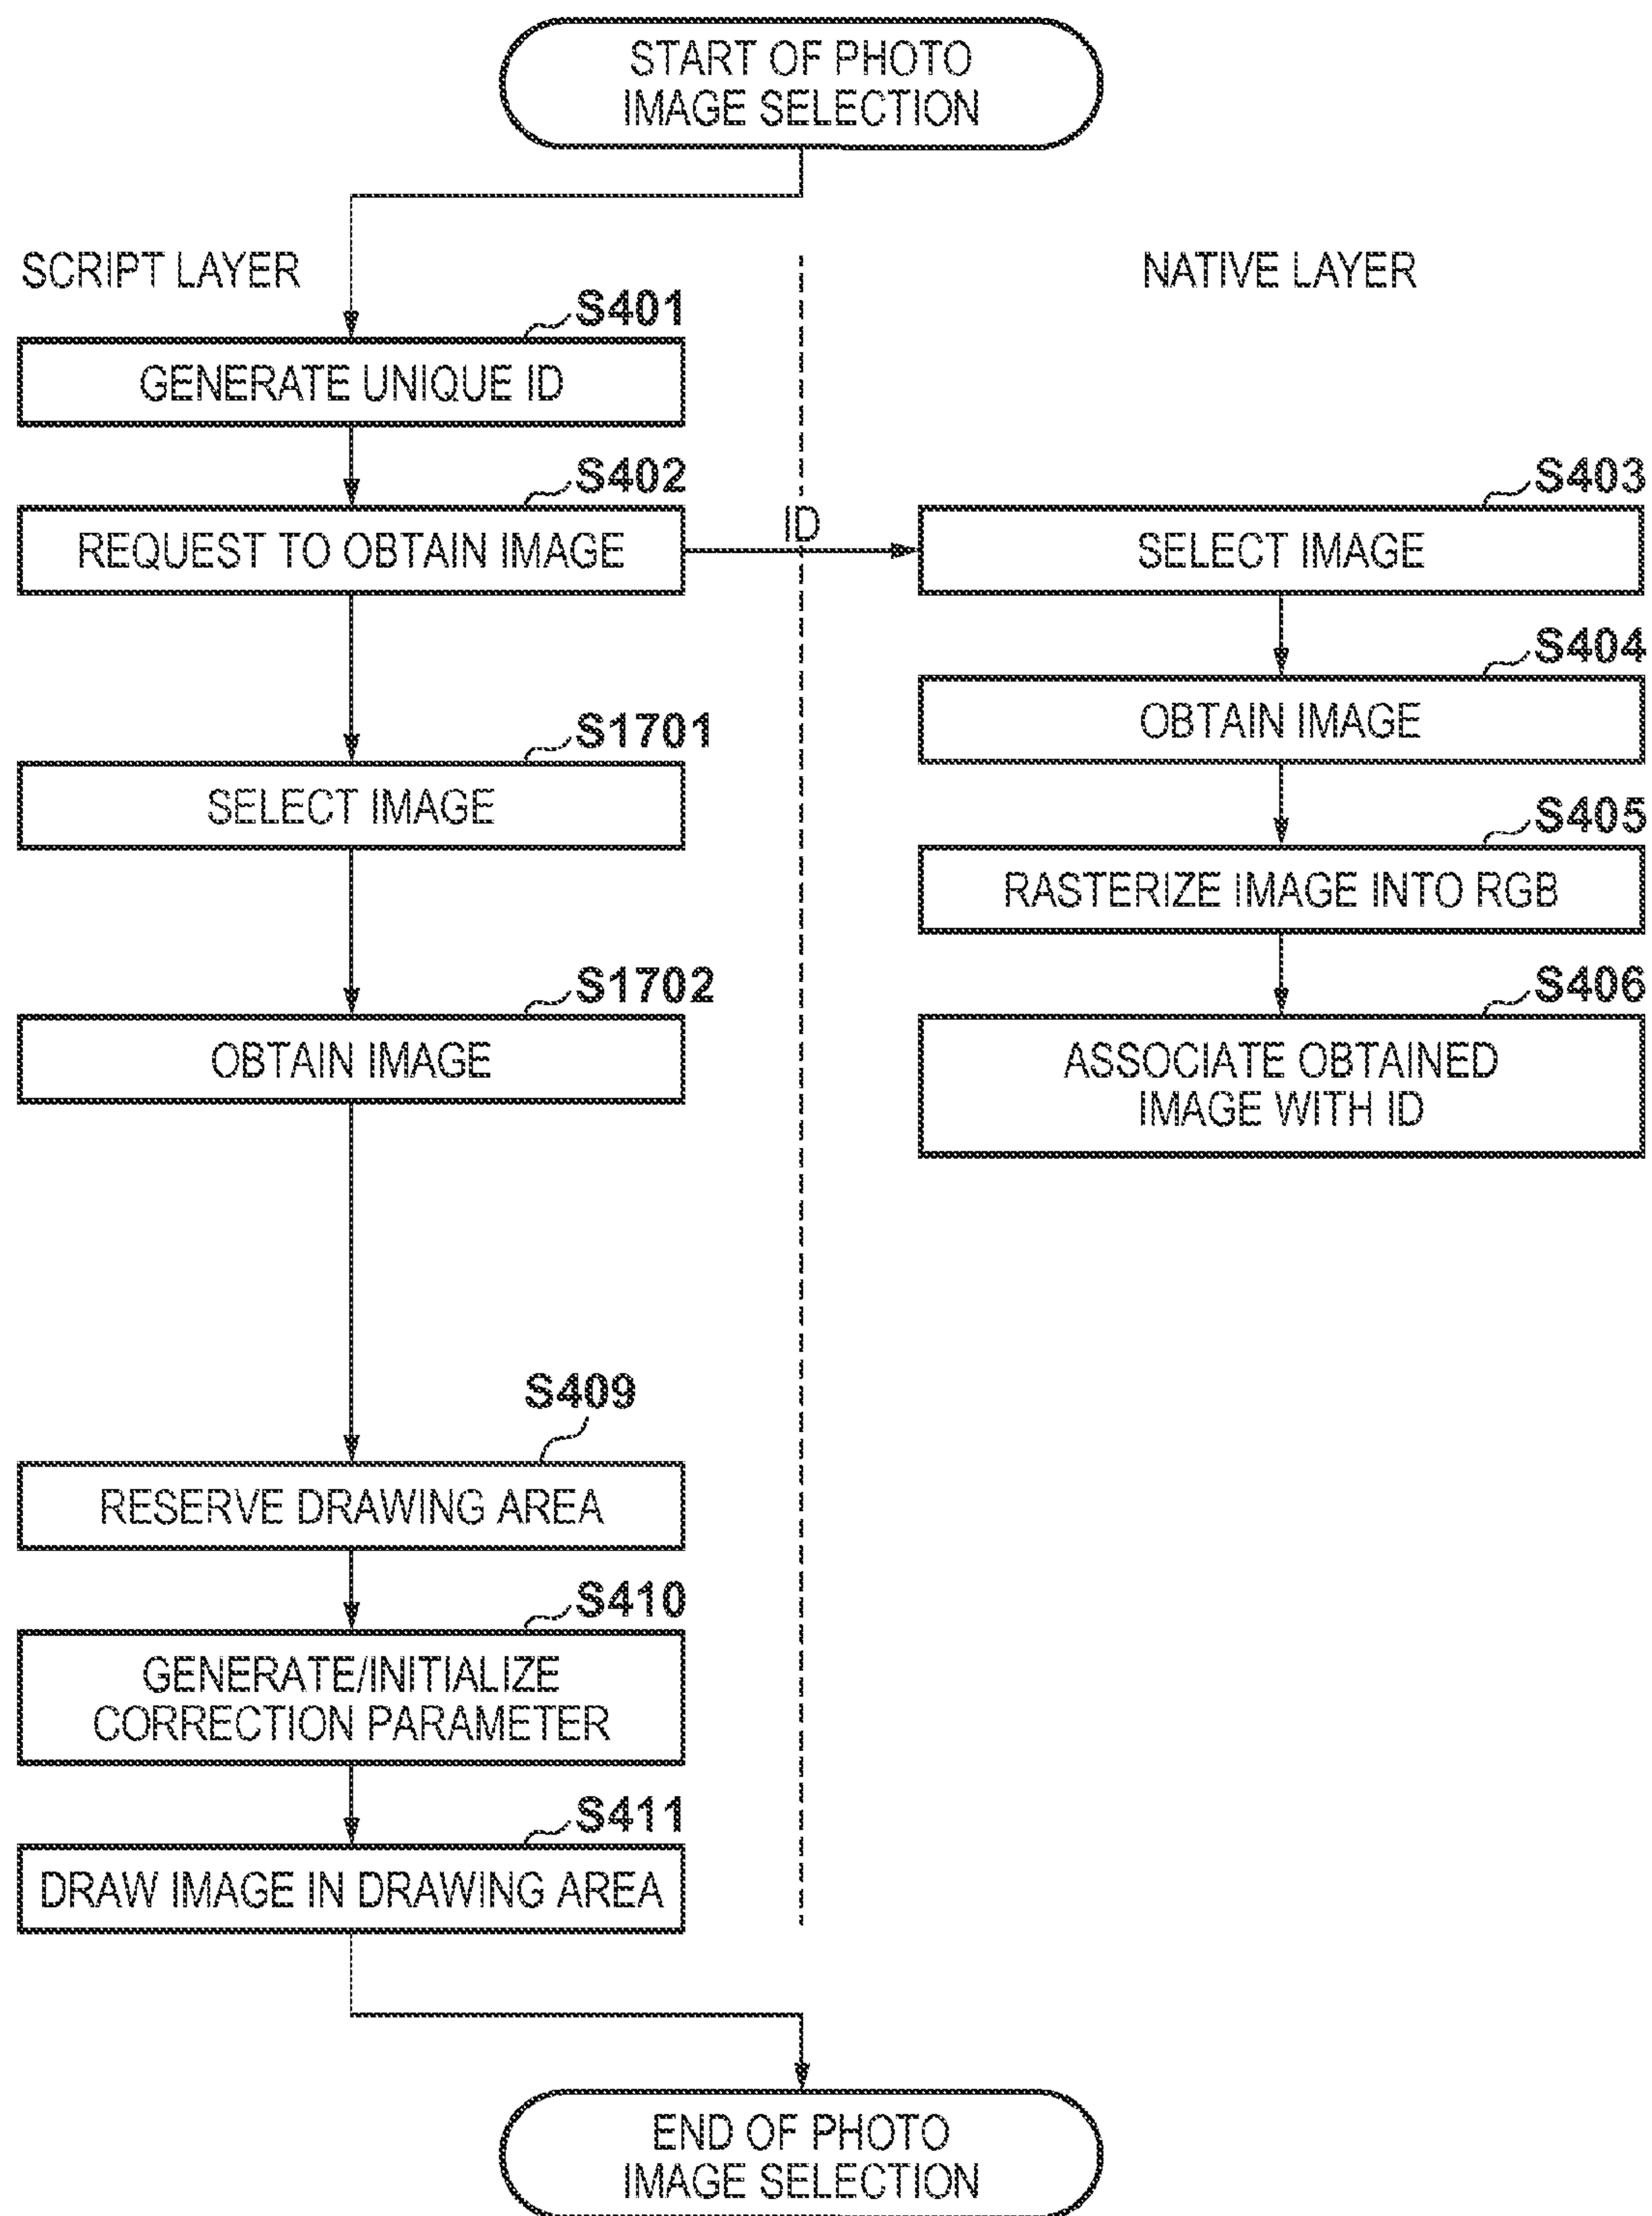 START OF PHOTO
IMAGE SELECTION
SCRIPT LAYER
NATIVE LAYER
S401
GENERATE UNIQUE ID
S402
REQUEST TO OBTAIN IMAGE
ID
S403
SELECT IMAGE
S404
OBTAIN IMAGE
S1701
SELECT IMAGE
S405
RASTERIZE IMAGE INTO RGB
S1702
OBTAIN IMAGE
S406
ASSOCIATE OBTAINED
IMAGE WITH ID
S409
RESERVE DRAWING AREA
S410
GENERATE/INITIALIZE
CORRECTION PARAMETER
S411
DRAW IMAGE IN DRAWING AREA
END OF PHOTO
IMAGE SELECTION